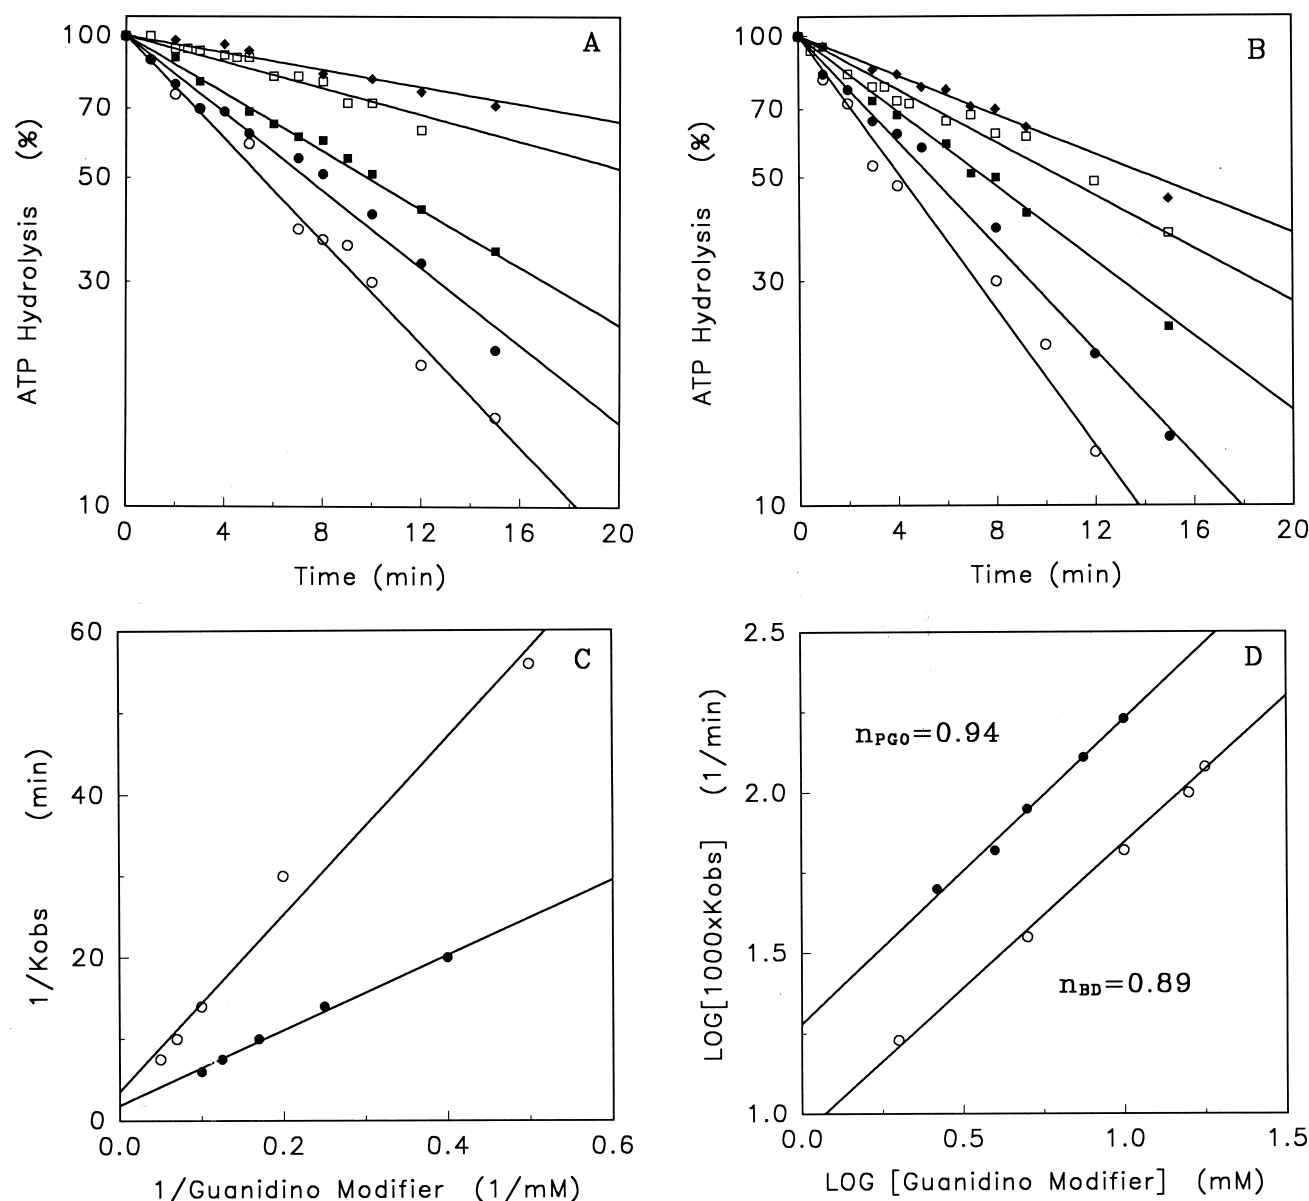 A
ATP Hydrolysis (%)
100
70
50
30
10
0 4 8 12 16 20
Time (min)
B
ATP Hydrolysis (%)
100
70
50
30
10
0 4 8 12 16 20
Time (min)
C
1/Kobs (min)
60
40
20
0
0.0 0.2 0.4 0.6
1/Guanidino Modifier (1/mM)
D
LOG[1000xKobs] (1/min)
2.5
2.0
1.5
1.0
nPGO=0.94
nBD=0.89
0.0 0.5 1.0 1.5
LOG [Guanidino Modifier] (mM)